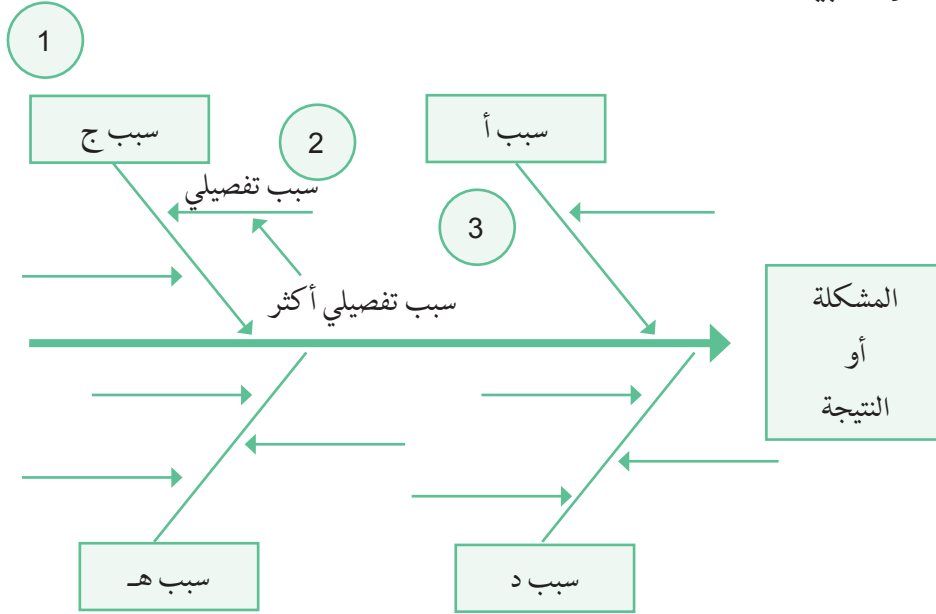 1
سبب أ
سبب ج
2
سبب تفصيلي
3
سبب تفصيلي أكثر
المشكلة
أو
النتيجة
سبب د
سبب هـ